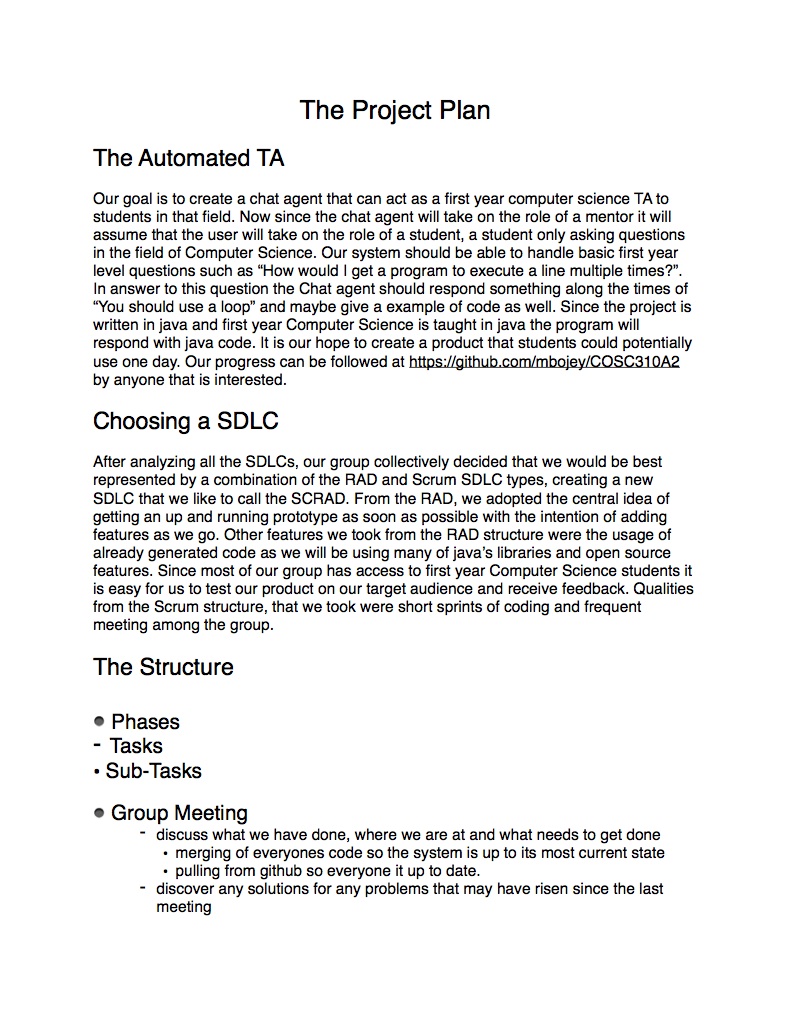 The Project Plan
The Automated TA
Our goal is to create a chat agent that can act as a first year computer science TA to
students in that field. Now since the chat agent will take on the role of a mentor it will
assume that the user will take on the role of a student, a student only asking questions
in the field of Computer Science. Our system should be able to handle basic first year
level questions such as “How would I get a program to execute a line multiple times?”.
In answer to this question the Chat agent should respond something along the times of
“You should use a loop” and maybe give a example of code as well. Since the project is
written in java and first year Computer Science is taught in java the program will
respond with java code. It is our hope to create a product that students could potentially
use one day. Our progress can be followed at https://github.com/mbojey/COSC310A2
by anyone that is interested.
Choosing a SDLC
After analyzing all the SDLCs, our group collectively decided that we would be best
represented by a combination of the RAD and Scrum SDLC types, creating a new
SDLC that we like to call the SCRAD. From the RAD, we adopted the central idea of
getting an up and running prototype as soon as possible with the intention of adding
features as we go. Other features we took from the RAD structure were the usage of
already generated code as we will be using many of java’s libraries and open source
features. Since most of our group has access to first year Computer Science students it
is easy for us to test our product on our target audience and receive feedback. Qualities
from the Scrum structure, that we took were short sprints of coding and frequent
meeting among the group.
The Structure
● Phases
- Tasks
• Sub-Tasks
● Group Meeting
- discuss what we have done, where we are at and what needs to get done
• merging of everyones code so the system is up to its most current state
• pulling from github so everyone it up to date.
- discover any solutions for any problems that may have risen since the last
meeting